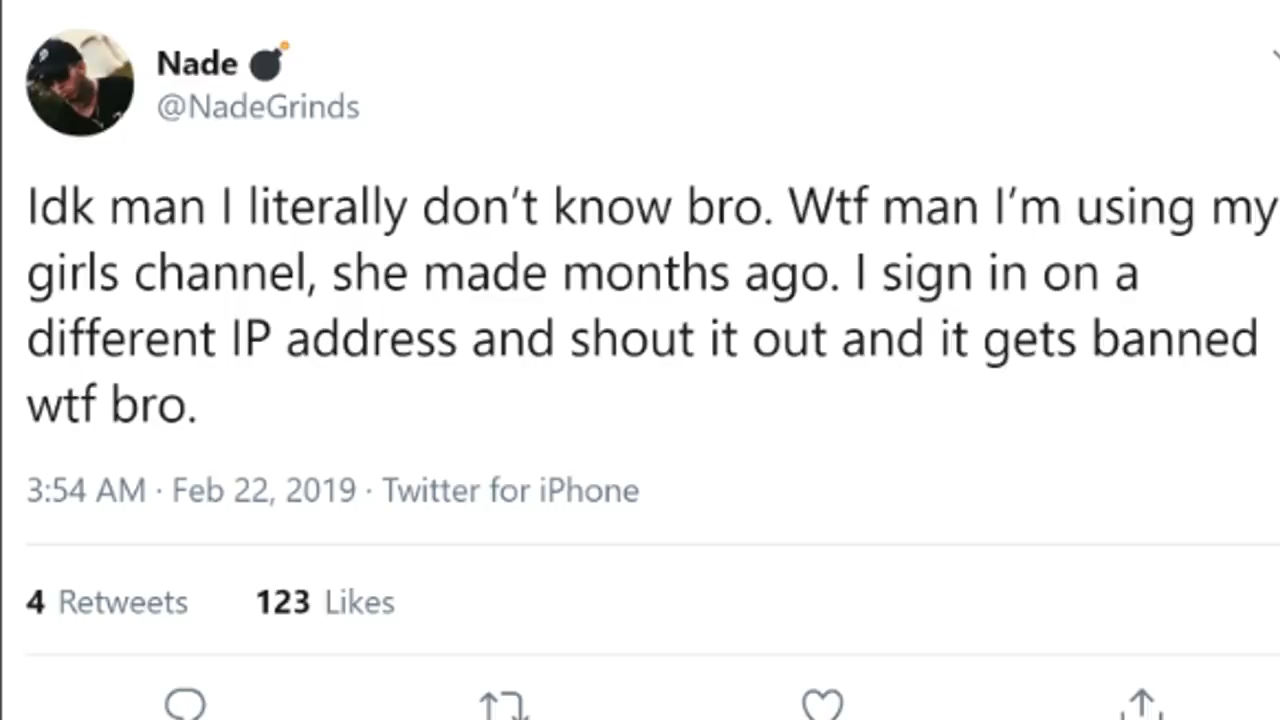 Nade 💣
@NadeGrinds
Idk man I literally don’t know bro. Wtf man I’m using my
girls channel, she made months ago. I sign in on a
different IP address and shout it out and it gets banned
wtf bro.
3:54 AM · Feb 22, 2019 · Twitter for iPhone
4 Retweets 123 Likes